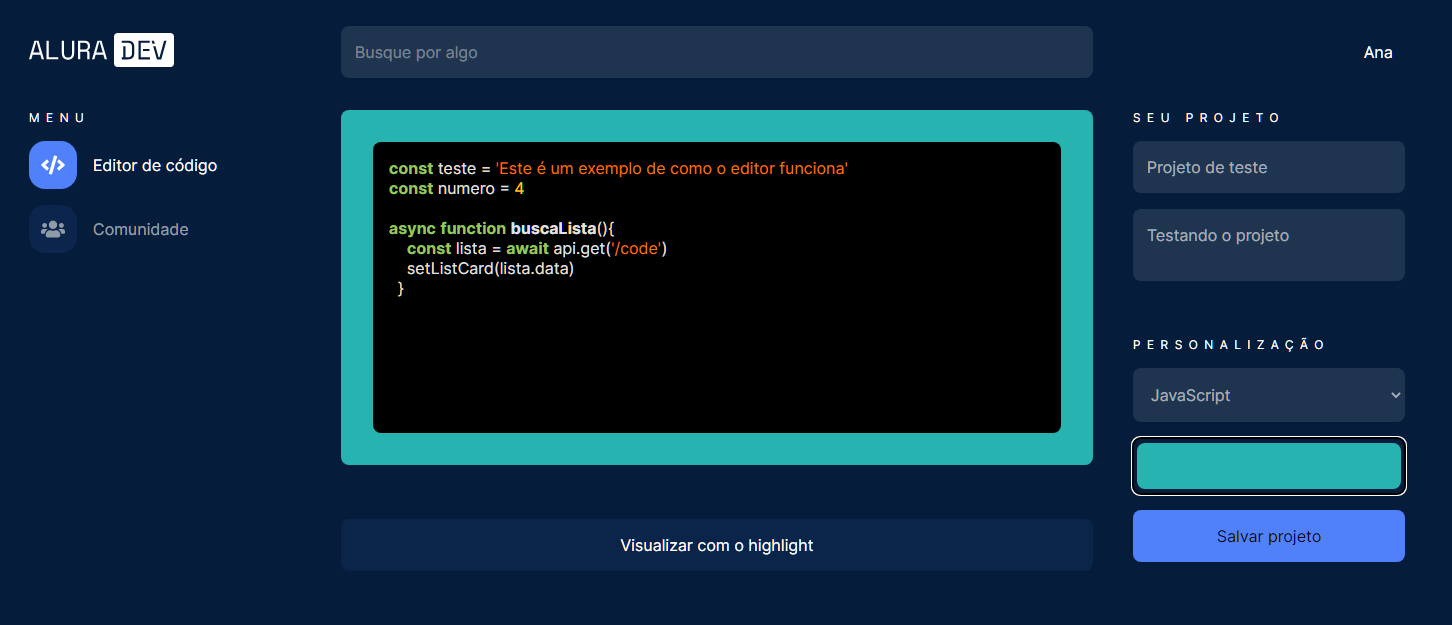 ALURA DEV
Busque por algo
Ana
MENU
Editor de código
Comunidade
const teste = 'Este é um exemplo de como o editor funciona'
const numero = 4
async function buscaLista(){
const lista = await api.get('/code')
setListCard(lista.data)
}
Visualizar com o highlight
SEU PROJETO
Projeto de teste
Testando o projeto
PERSONALIZAÇÃO
JavaScript
Salvar projeto